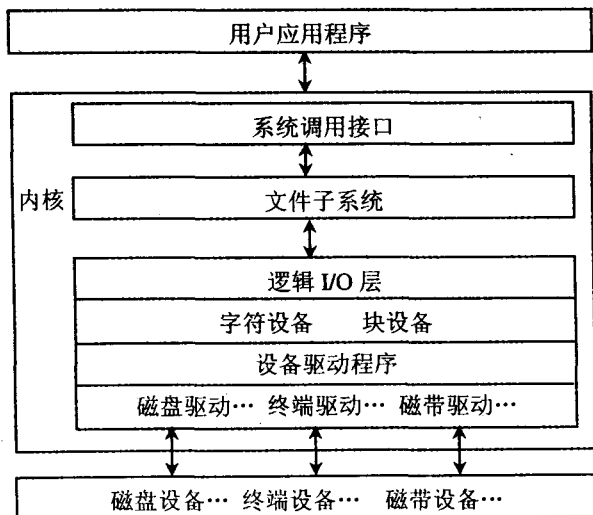 用户应用程序
系统调用接口
内核
文件子系统
逻辑 I/O 层
字符设备 块设备
设备驱动程序
磁盘驱动… 终端驱动… 磁带驱动…
磁盘设备… 终端设备… 磁带设备…